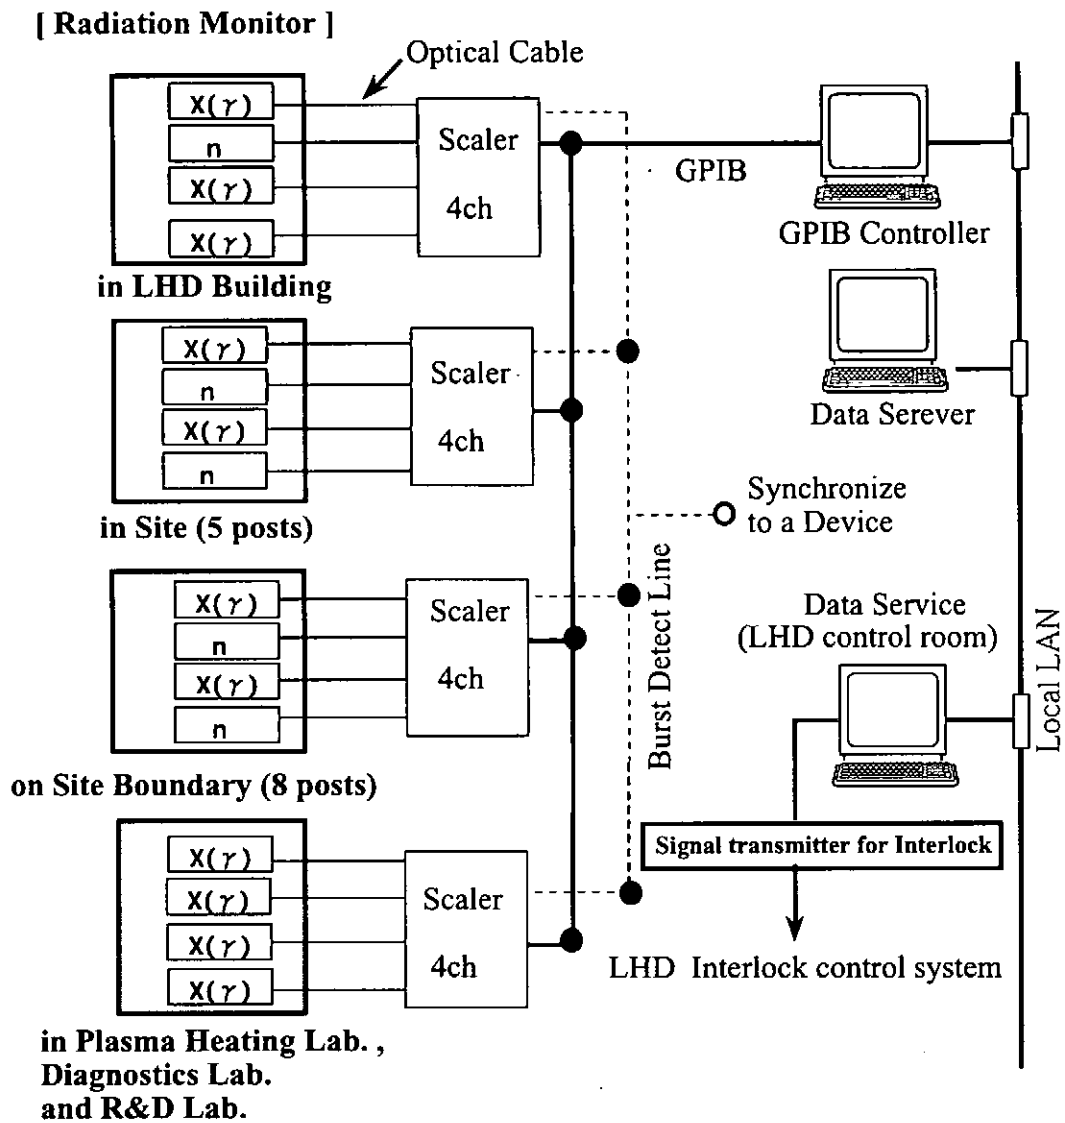 [ Radiation Monitor ]
Optical Cable
X(γ)
n
X(γ)
X(γ)
Scaler
4ch
in LHD Building
GPIB
GPIB Controller
X(γ)
n
X(γ)
n
Scaler
4ch
in Site (5 posts)
Data Serever
Synchronize
to a Device
X(γ)
n
X(γ)
n
Scaler
4ch
on Site Boundary (8 posts)
Burst Detect Line
Data Service
(LHD control room)
Local LAN
Signal transmitter for Interlock
LHD Interlock control system
X(γ)
X(γ)
X(γ)
X(γ)
Scaler
4ch
in Plasma Heating Lab. ,
Diagnostics Lab.
and R&D Lab.